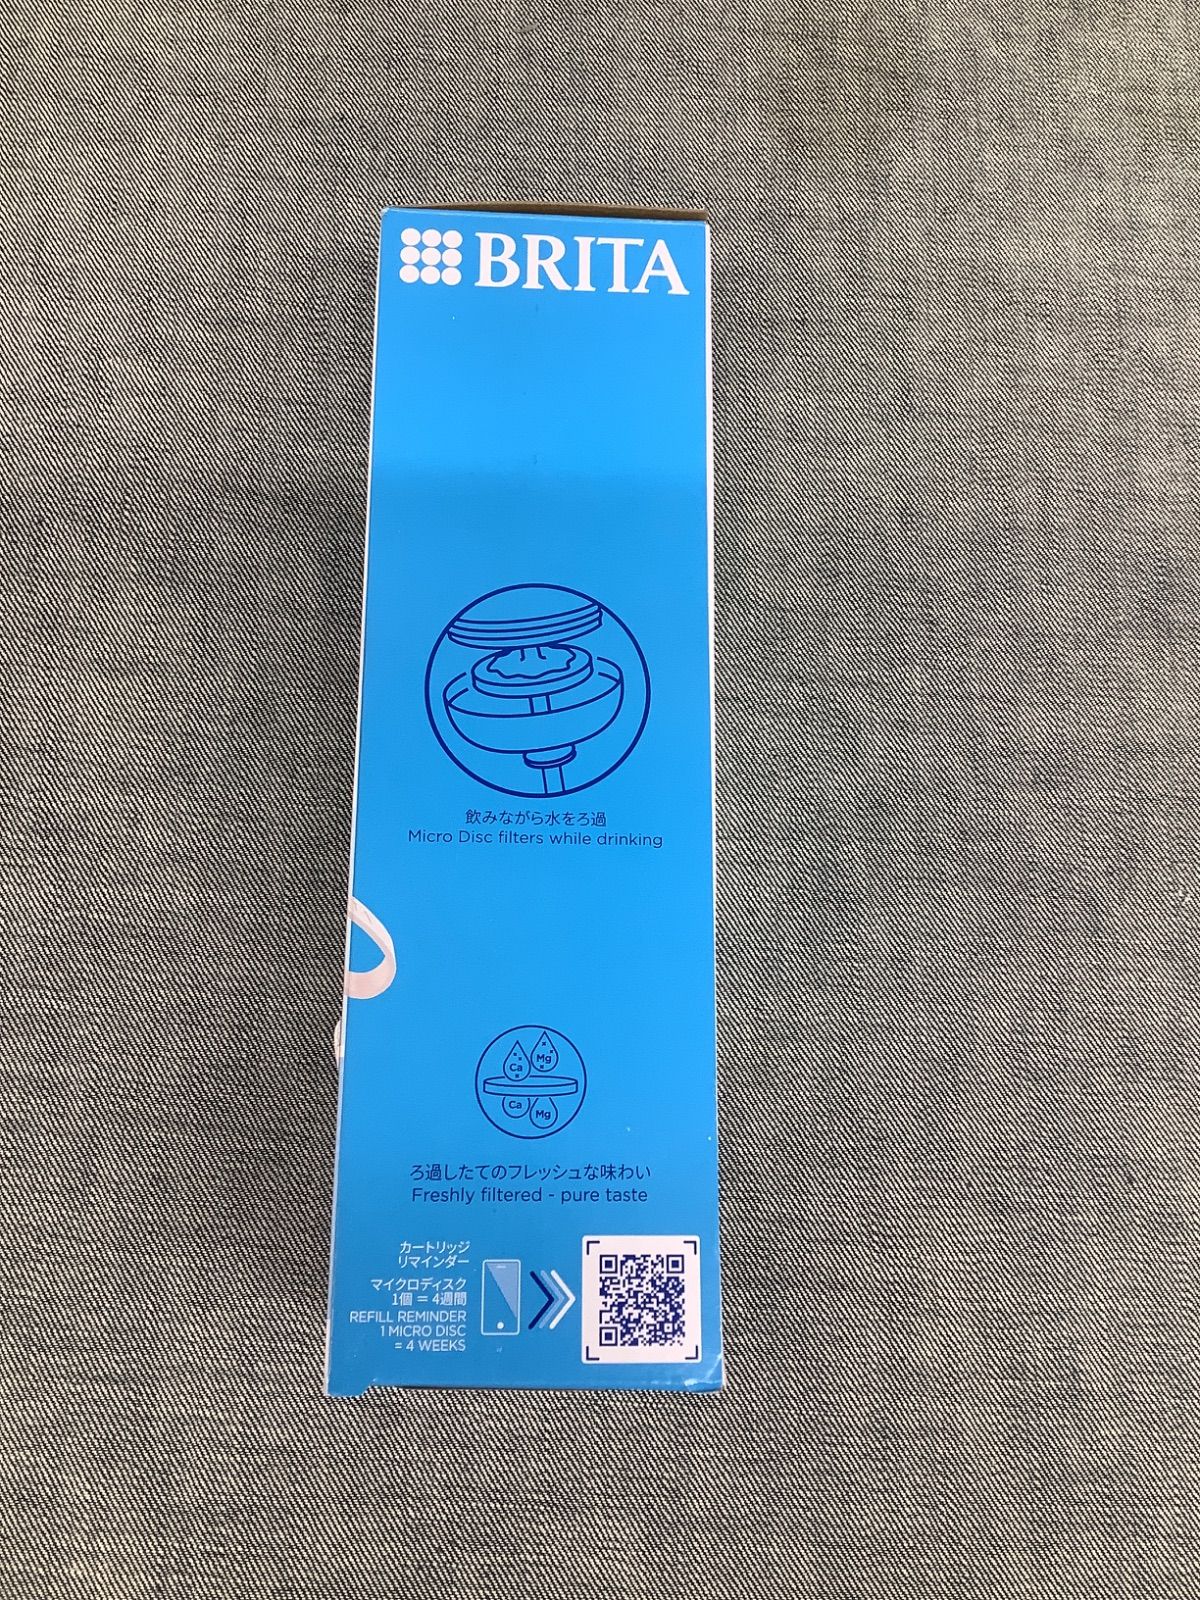 BRITA
飲みながら水をろ過
Micro Disc filters while drinking
Ca
Mg
Ca
Mg
ろ過したてのフレッシュな味わい
Freshly filtered - pure taste
カートリッジ
リマインダー
マイクロディスク
1個 = 4週間
REFILL REMINDER
1 MICRO DISC
= 4 WEEKS